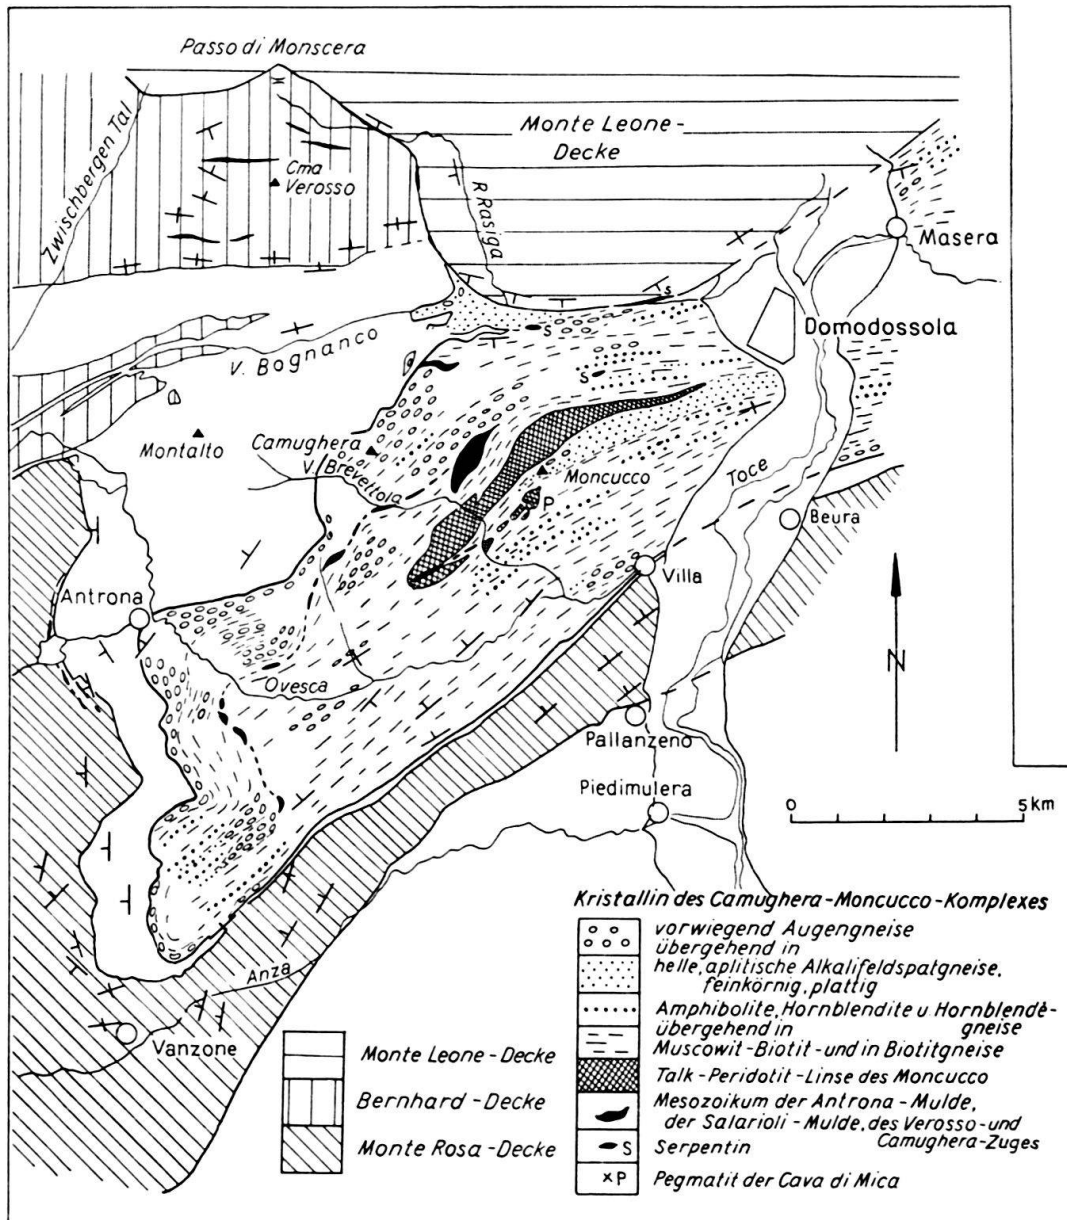 Passo di Monscera
Zwischbergen Tal
Cma
Verosso
Monte Leone-
Decke
R. Rasiga
Masera
s
Domodossola
S
V. Bognanco
S
Montalto
Camughera
V. Brevettola
Moncucco
P
Toce
Beura
Antrona
Villa
N
Ovesca
Pallanzeno
Piedimulera
0
5 km
Anza
Vanzone
Kristallin des Camughera-Moncucco-Komplexes
vorwiegend Augengneise
übergehend in
helle, aplitische Alkalifeldspatgneise,
feinkörnig, plattig
Amphibolite, Hornblendite u. Hornblende-
übergehend in gneise
Muscowit-Biotit- und in Biotitgneise
Talk-Peridotit-Linse des Moncucco
Mesozoikum der Antrona-Mulde,
der Salarioli-Mulde, des Verosso- und
Camughera-Zuges
S Serpentin
×P Pegmatit der Cava di Mica
Monte Leone-Decke
Bernhard-Decke
Monte Rosa-Decke